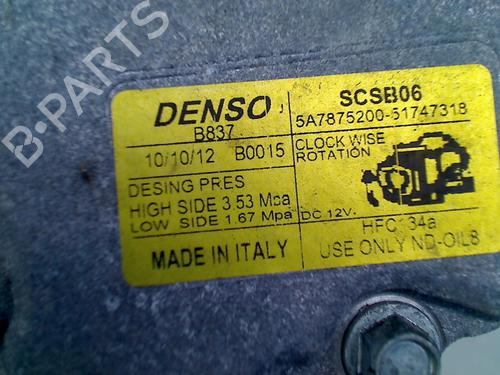 B-PARTS
DENSO
B837
SCSB06
5A7875200-51747318
10/10/12 B0015
CLOCK WISE
ROTATION
DESING PRES
HIGH SIDE 3.53 Mpa
LOW SIDE 1.67 Mpa
DC 12V.
HFC 134a
MADE IN ITALY
USE ONLY ND-OIL8